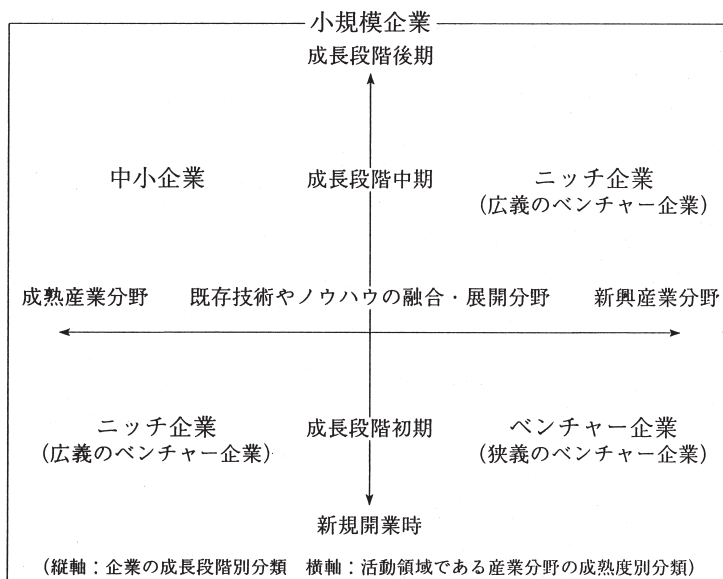 小規模企業
成長段階後期
中小企業 成長段階中期 ニッチ企業
(広義のベンチャー企業)
成熟産業分野 既存技術やノウハウの融合・展開分野 新興産業分野
ニッチ企業 成長段階初期 ベンチャー企業
(広義のベンチャー企業) (狭義のベンチャー企業)
新規開業時
(縦軸：企業の成長段階別分類 横軸：活動領域である産業分野の成熟度別分類)